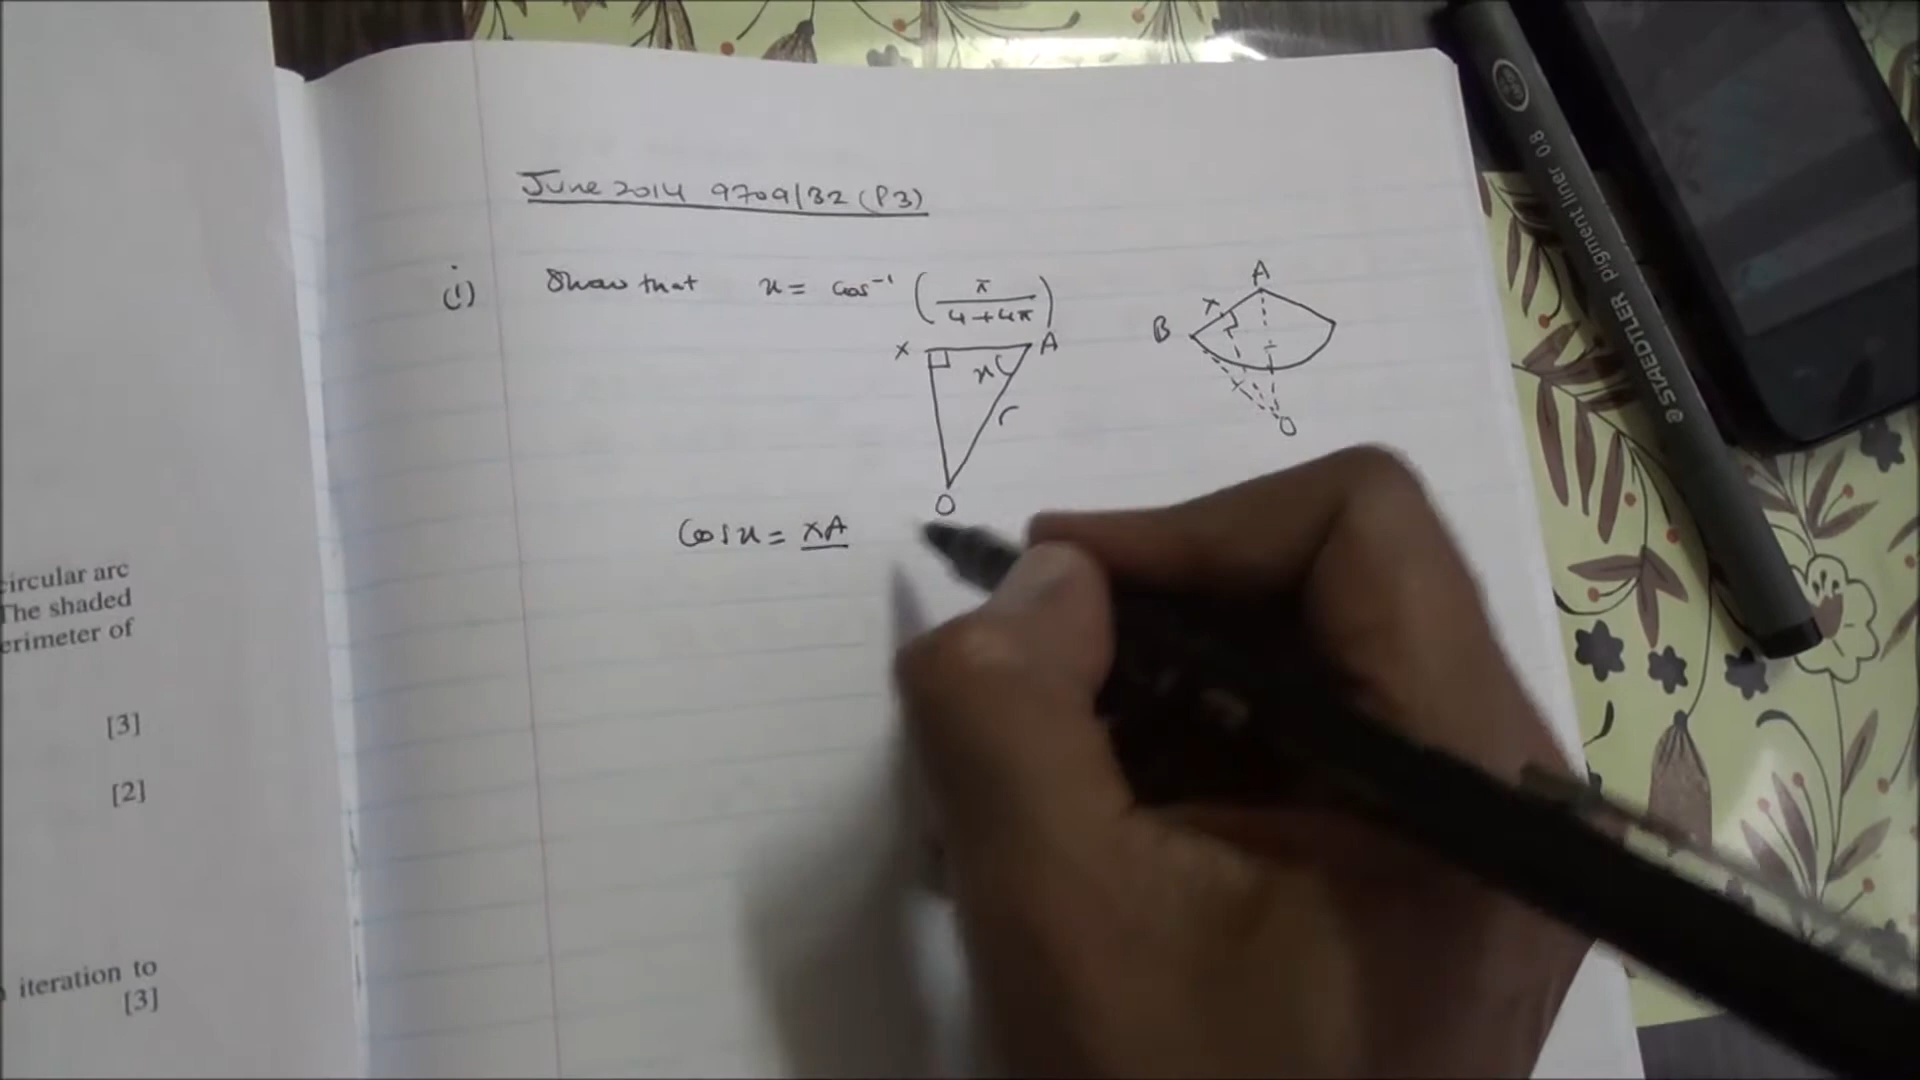 June 2014 9709/32 (P3)
(i) Show that x = cos⁻¹ (π / 4+4π)
A
X
B
O
X A
x
r
O
Cos x = XA
circular arc
The shaded
erimeter of
[3]
[2]
iteration to
[3]
STAEDTLER pigment liner 0.8